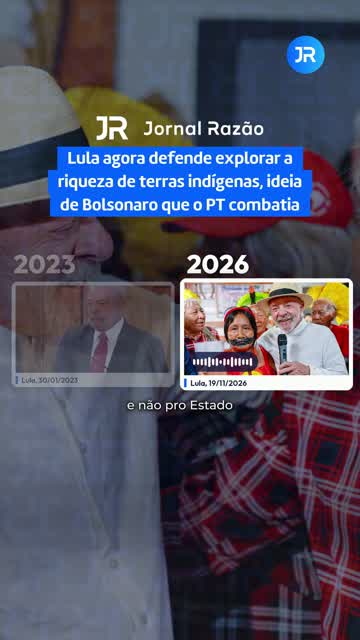 JR
JR Jornal Razão
Lula agora defende explorar a
riqueza de terras indígenas, ideia
de Bolsonaro que o PT combatia
2023
2026
Lula, 30/01/2023
Lula, 19/11/2026
e não pro Estado